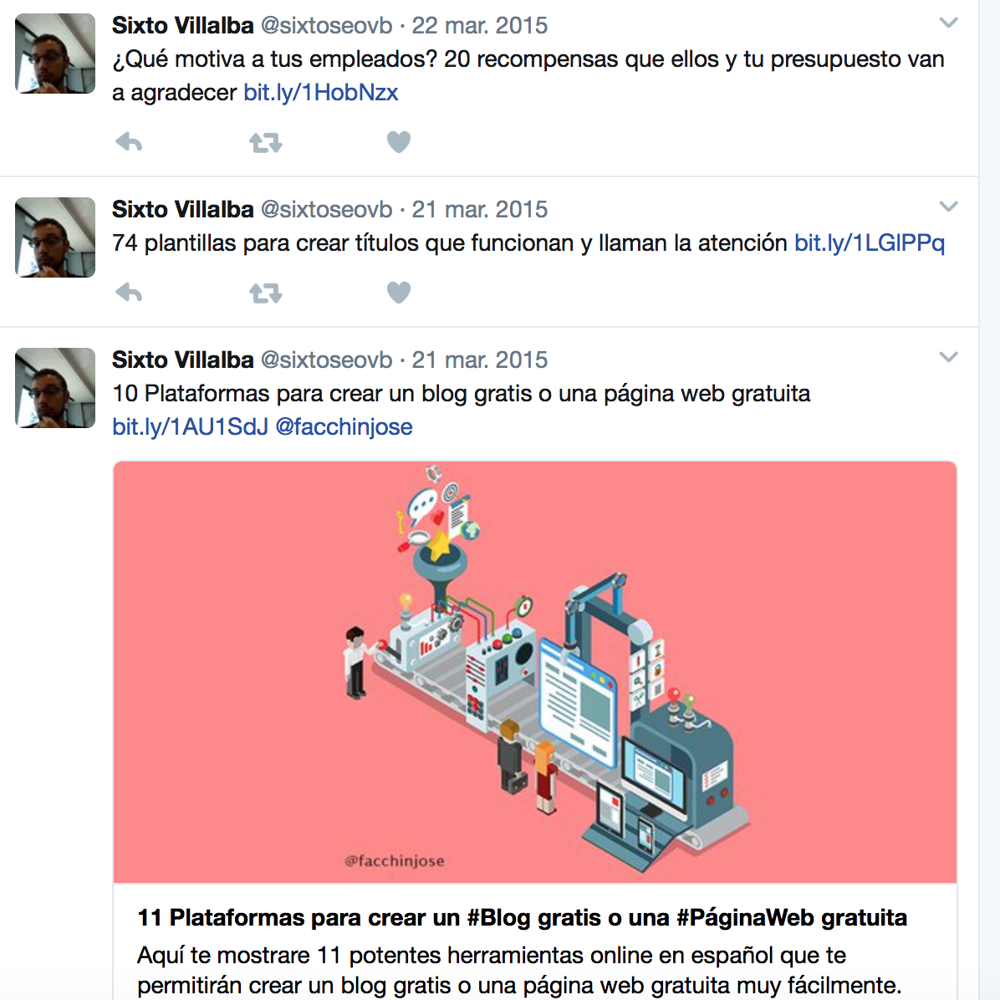 Sixto Villalba @sixtoseovb · 22 mar. 2015
¿Qué motiva a tus empleados? 20 recompensas que ellos y tu presupuesto van
a agradecer bit.ly/1HobNzx
Sixto Villalba @sixtoseovb · 21 mar. 2015
74 plantillas para crear títulos que funcionan y llaman la atención bit.ly/1LGlPPq
Sixto Villalba @sixtoseovb · 21 mar. 2015
10 Plataformas para crear un blog gratis o una página web gratuita
bit.ly/1AU1SdJ @facchinjose
@facchinjose
11 Plataformas para crear un #Blog gratis o una #PáginaWeb gratuita
Aquí te mostrare 11 potentes herramientas online en español que te
permitirán crear un blog gratis o una página web gratuita muy fácilmente.